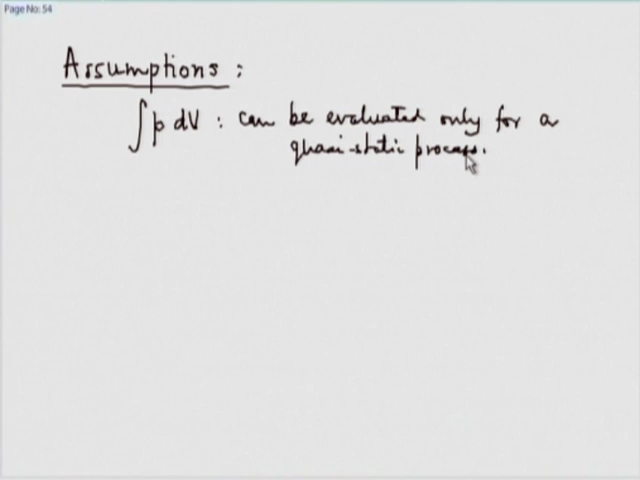 Page No: 54
Assumptions :
∫p dV : can be evaluated only for a
quasi-static process.